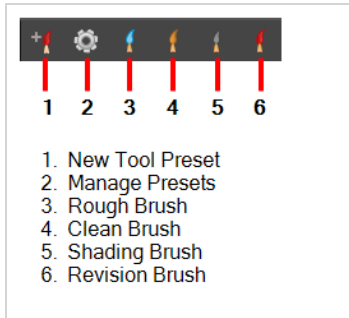 1 2 3 4 5 6
1. New Tool Preset
2. Manage Presets
3. Rough Brush
4. Clean Brush
5. Shading Brush
6. Revision Brush